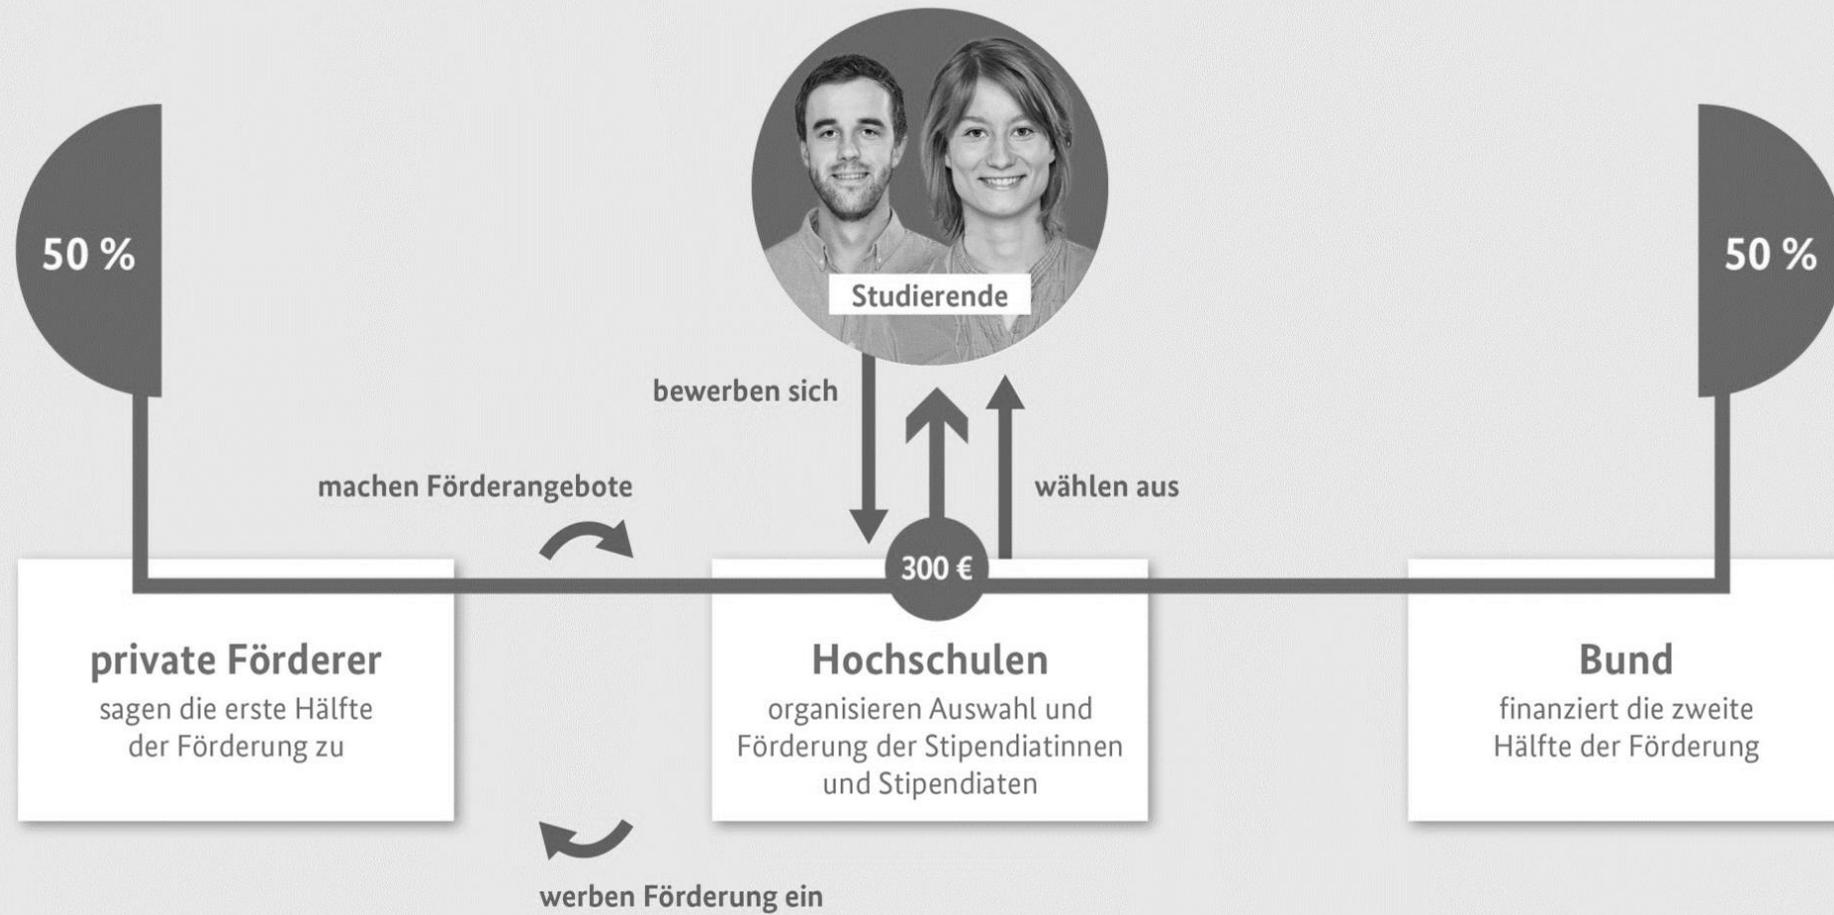 50 %
50 %
Studierende
bewerben sich
machen Förderangebote
wählen aus
300 €
private Förderer
sagen die erste Hälfte
der Förderung zu
Hochschulen
organisieren Auswahl und
Förderung der Stipendiatinnen
und Stipendiaten
Bund
finanziert die zweite
Hälfte der Förderung
werben Förderung ein